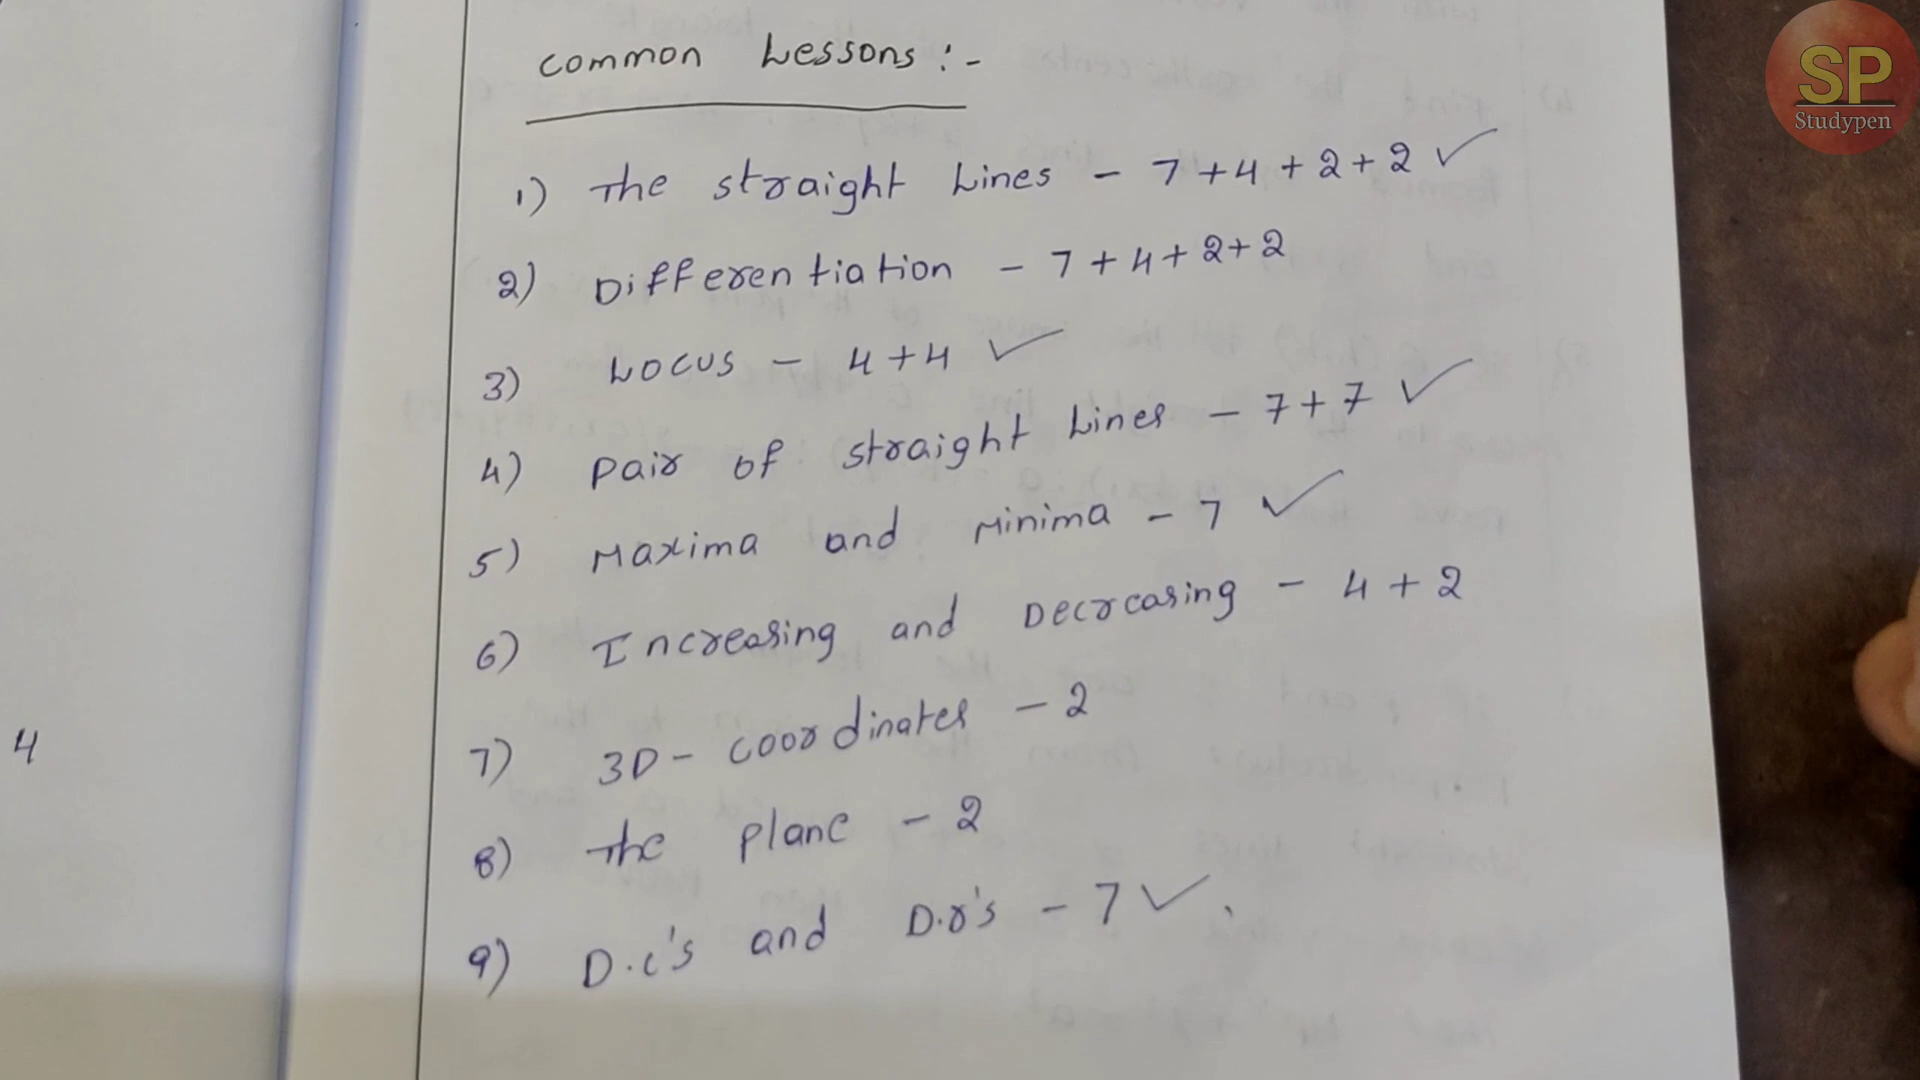 Common Lessons :-
1) The straight Lines - 7+4+2+2 ✓
2) Differentiation - 7+4+2+2
3) Locus - 4+4 ✓
4) pair of straight Lines - 7+7 ✓
5) Maxima and Minima - 7 ✓
6) Increasing and Decreasing - 4+2
7) 3D - coordinates - 2
8) The plane - 2
9) D.c's and D.r's - 7 ✓
4
SP
Studypen